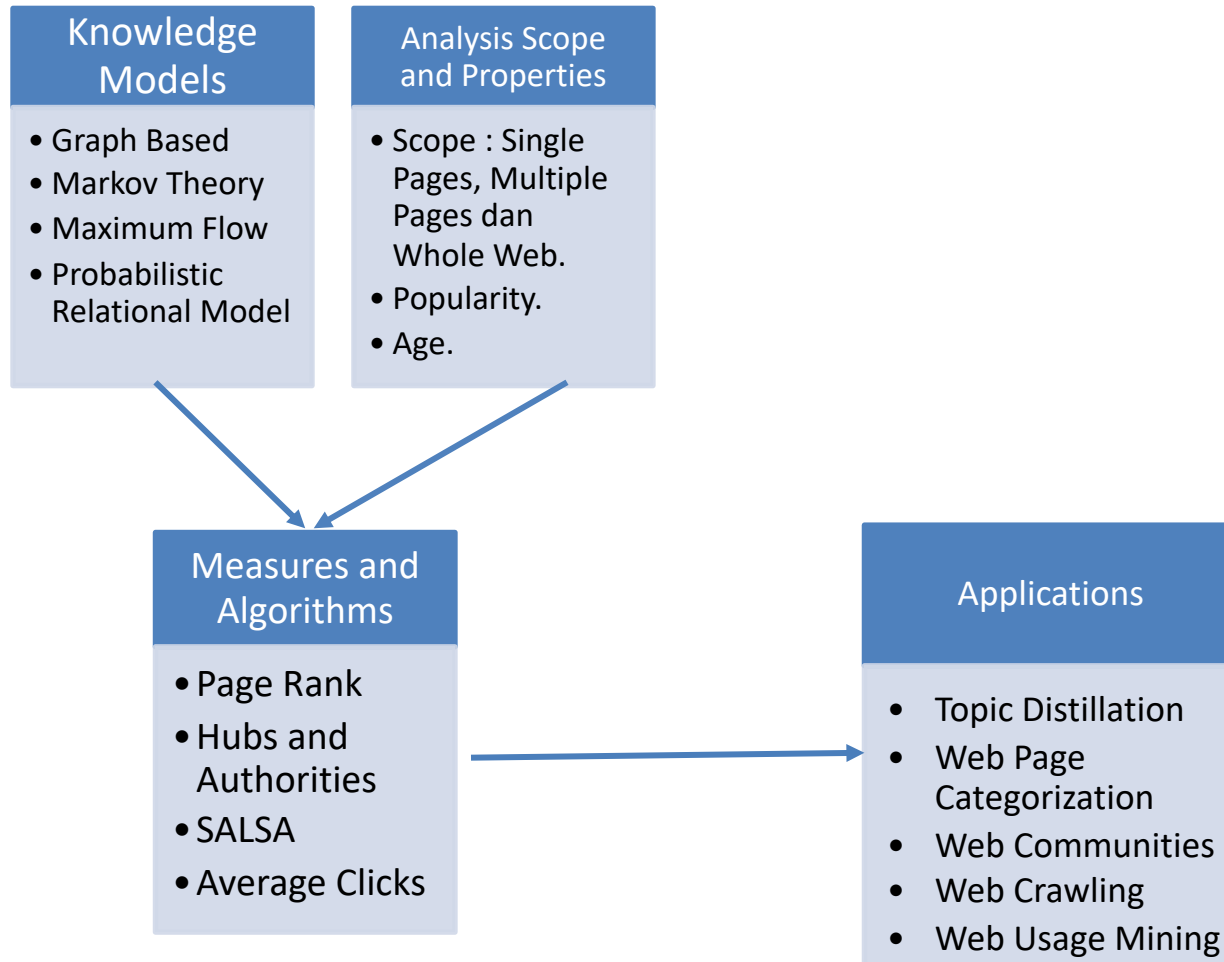 Knowledge
Models
• Graph Based
• Markov Theory
• Maximum Flow
• Probabilistic
Relational Model
Analysis Scope
and Properties
• Scope : Single
Pages, Multiple
Pages dan
Whole Web.
• Popularity.
• Age.
Measures and
Algorithms
• Page Rank
• Hubs and
Authorities
• SALSA
• Average Clicks
Applications
• Topic Distillation
• Web Page
Categorization
• Web Communities
• Web Crawling
• Web Usage Mining